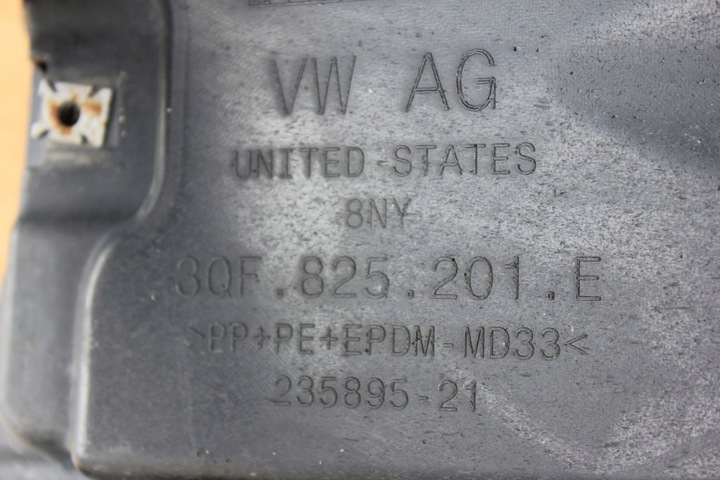 VW AG
UNITED-STATES
8NY
3QF.825.201.E
>PP+PE+EPDM-MD33<
235895-21